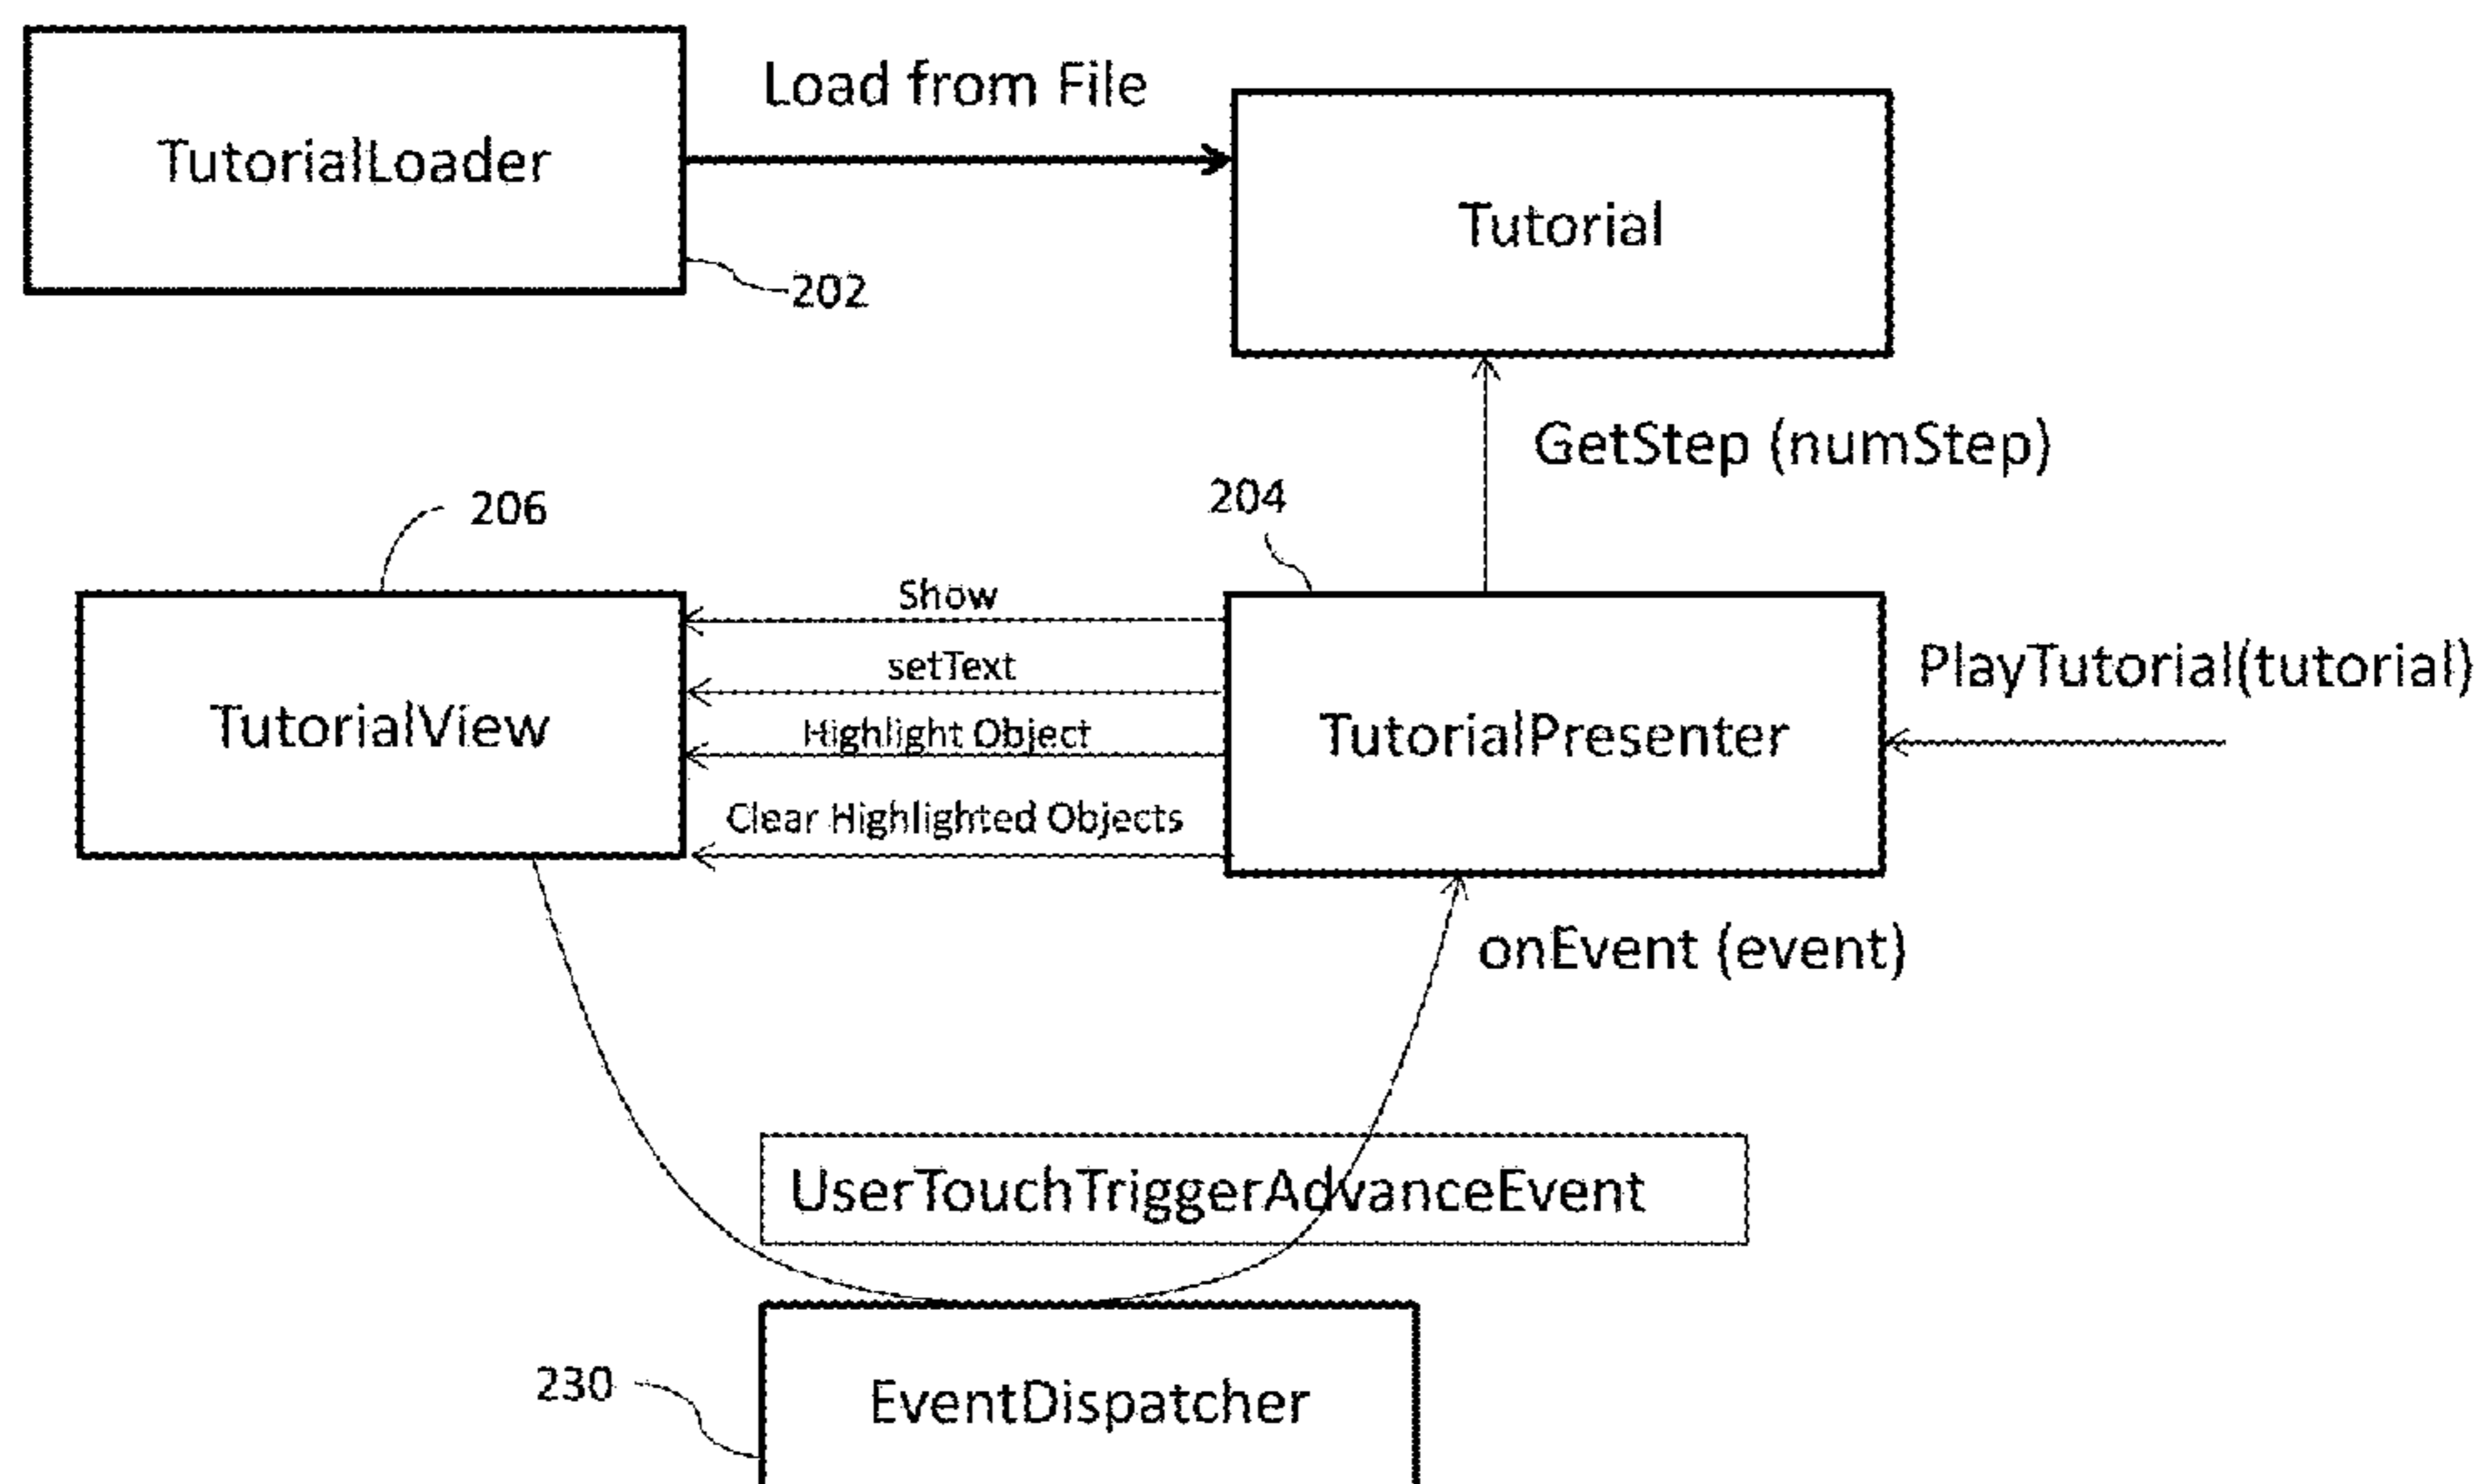 Load from File
TutorialLoader
Tutorial
202
GetStep (numStep)
206
204
Show
setText
PlayTutorial(tutorial)
TutorialView
Highlight Object
TutorialPresenter
Clear Highlighted Objects
onEvent (event)
UserTouchTriggerAdvanceEvent
230
EventDispatcher